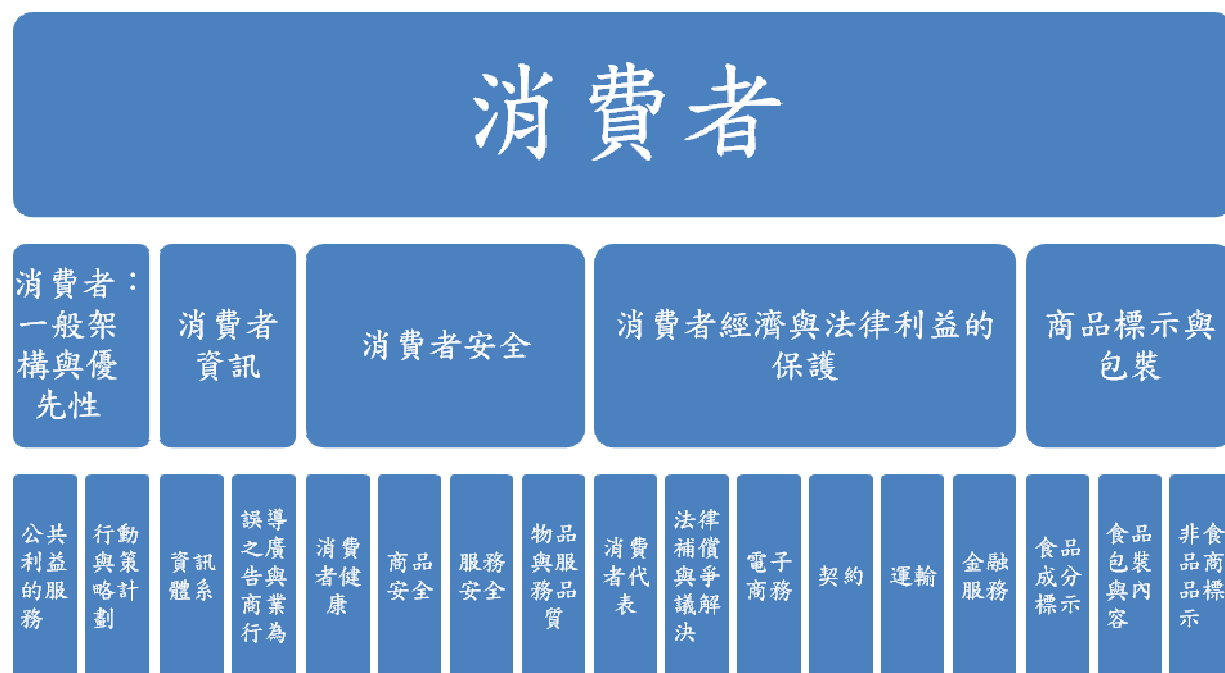 消費者
消費者：
一般架
構與優
先性
消費者
資訊
消費者安全
消費者經濟與法律利益的
保護
商品標示與
包裝
公共
利益
的服
務
行動
與策
略計
劃
資訊
體系
誤導
之廣
告與
商業
行為
消費
者健
康
商品
安全
服務
安全
物品
與服
務品
質
消費
者代
表
法律
補償
與爭
議解
決
電子
商務
契約
運輸
金融
服務
食品
成分
標示
食品
包裝
與內
容
非食
品商
品標
示